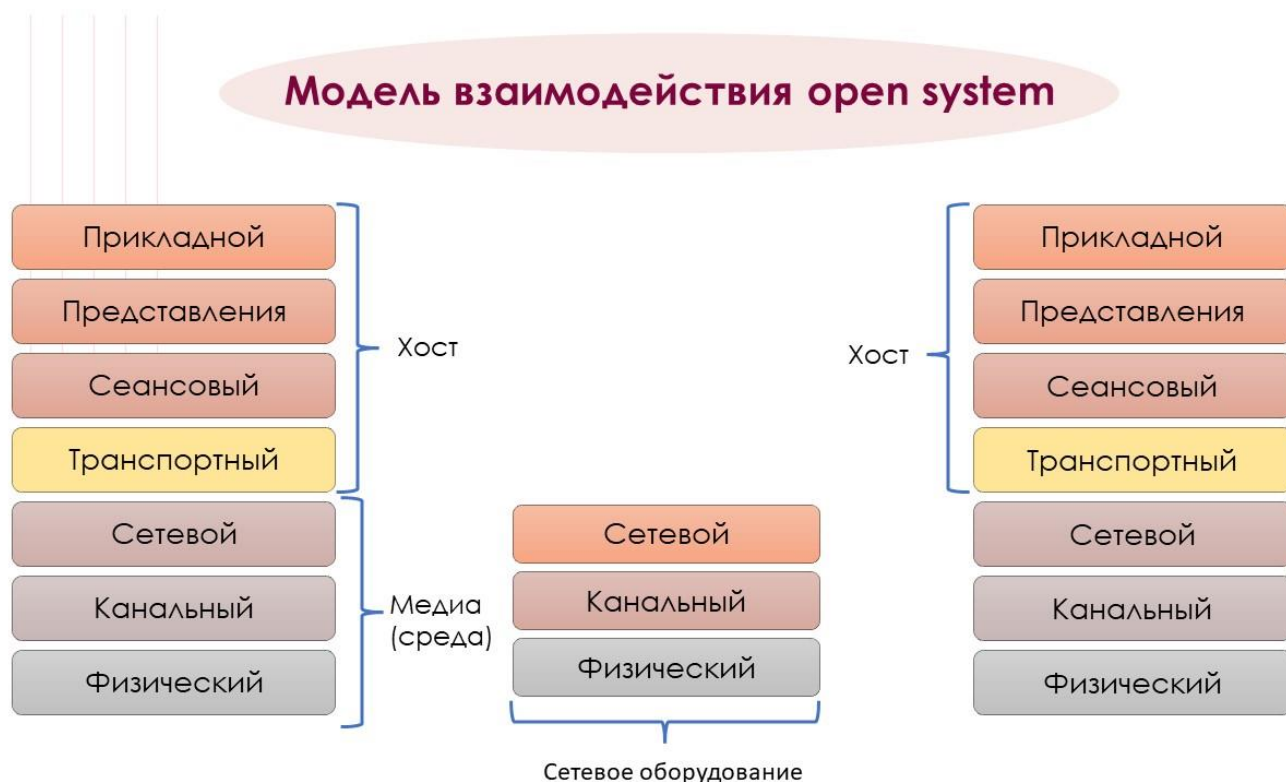 Модель взаимодействия open system
Прикладной
Представления
Сеансовый
Транспортный
Сетевой
Канальный
Физический
Хост
Медиа
(среда)
Сетевой
Канальный
Физический
Сетевое оборудование
Хост
Прикладной
Представления
Сеансовый
Транспортный
Сетевой
Канальный
Физический